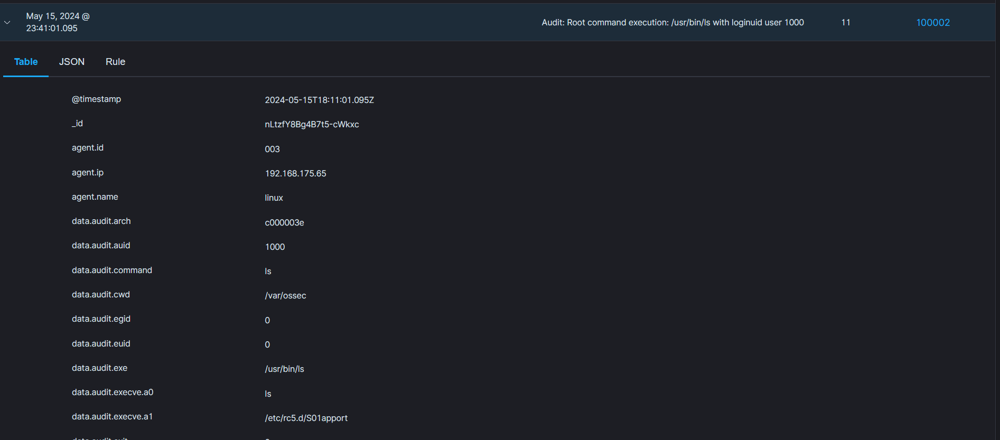 May 15, 2024 @
23:41:01.095
Audit: Root command execution: /usr/bin/ls with loginuid user 1000
11
100002
Table JSON Rule
@timestamp 2024-05-15T18:11:01.095Z
_id nLtzfY8Bg4B7t5-cWkxc
agent.id 003
agent.ip 192.168.175.65
agent.name linux
data.audit.arch c000003e
data.audit.auid 1000
data.audit.command ls
data.audit.cwd /var/ossec
data.audit.egid 0
data.audit.euid 0
data.audit.exe /usr/bin/ls
data.audit.execve.a0 ls
data.audit.execve.a1 /etc/rc5.d/S01apport
data.audit.exit